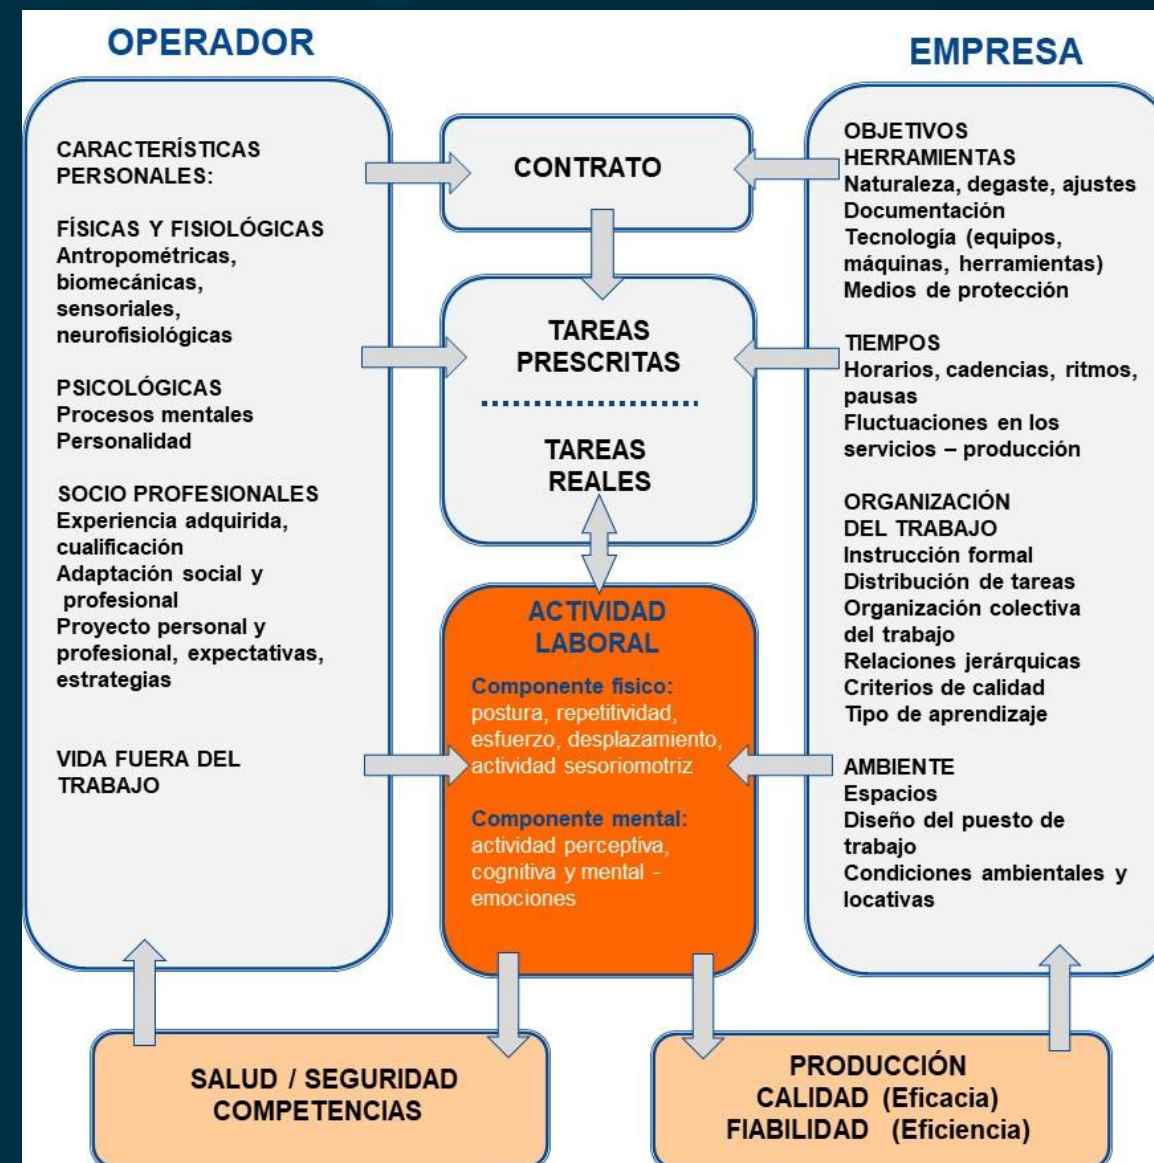 OPERADOR
CARACTERÍSTICAS
PERSONALES:
FÍSICAS Y FISIOLÓGICAS
Antropométricas,
biomecánicas,
sensoriales,
neurofisiológicas
PSICOLÓGICAS
Procesos mentales
Personalidad
SOCIO PROFESIONALES
Experiencia adquirida,
cualificación
Adaptación social y
profesional
Proyecto personal y
profesional, expectativas,
estrategias
VIDA FUERA DEL
TRABAJO
CONTRATO
TAREAS
PRESCRITAS
TAREAS
REALES
ACTIVIDAD
LABORAL
Componente físico:
postura, repetitividad,
esfuerzo, desplazamiento,
actividad sesoriomotriz
Componente mental:
actividad perceptiva,
cognitiva y mental -
emociones
EMPRESA
OBJETIVOS
HERRAMIENTAS
Naturaleza, degaste, ajustes
Documentación
Tecnología (equipos,
máquinas, herramientas)
Medios de protección
TIEMPOS
Horarios, cadencias, ritmos,
pausas
Fluctuaciones en los
servicios – producción
ORGANIZACIÓN
DEL TRABAJO
Instrucción formal
Distribución de tareas
Organización colectiva
del trabajo
Relaciones jerárquicas
Criterios de calidad
Tipo de aprendizaje
AMBIENTE
Espacios
Diseño del puesto de
trabajo
Condiciones ambientales y
locativas
SALUD / SEGURIDAD
COMPETENCIAS
PRODUCCIÓN
CALIDAD (Eficacia)
FIABILIDAD (Eficiencia)